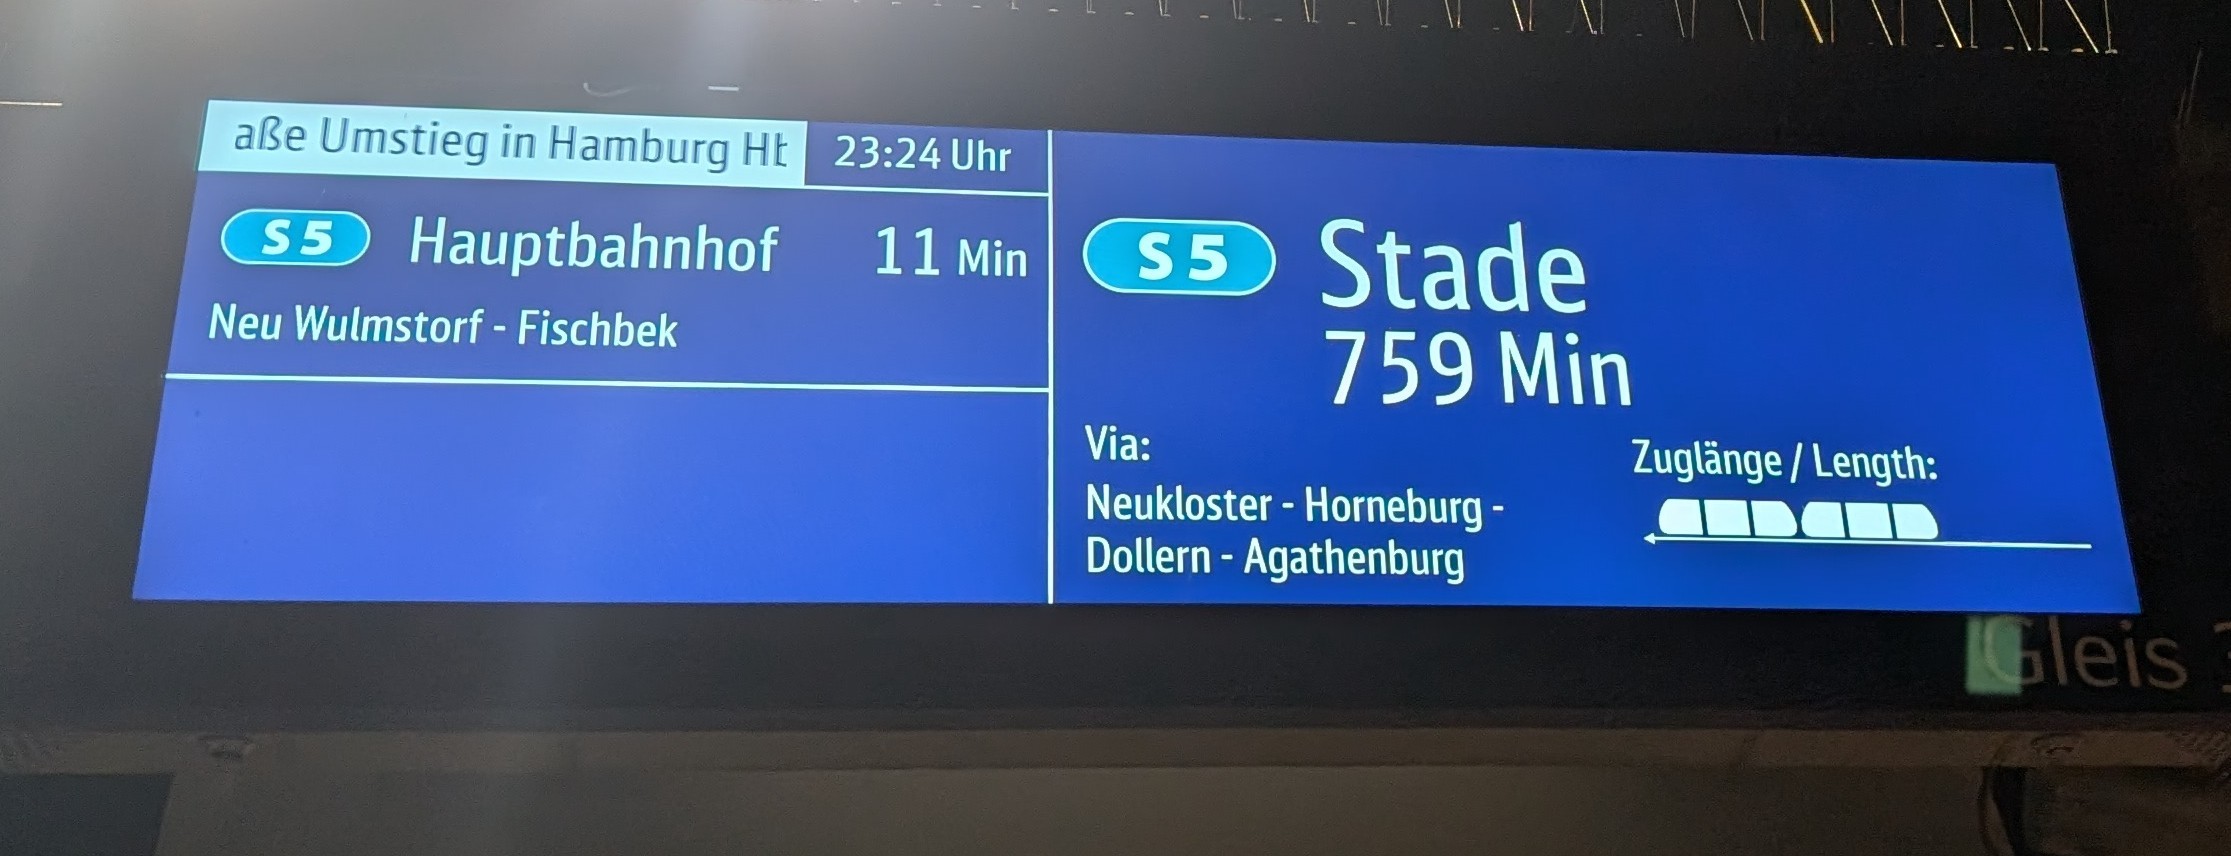 aße Umstieg in Hamburg Hb
23:24 Uhr
S5 Hauptbahnhof 11 Min
Neu Wulmstorf - Fischbek
S5 Stade
759 Min
Via:
Neukloster - Horneburg -
Dollern - Agathenburg
Zuglänge / Length:
Gleis